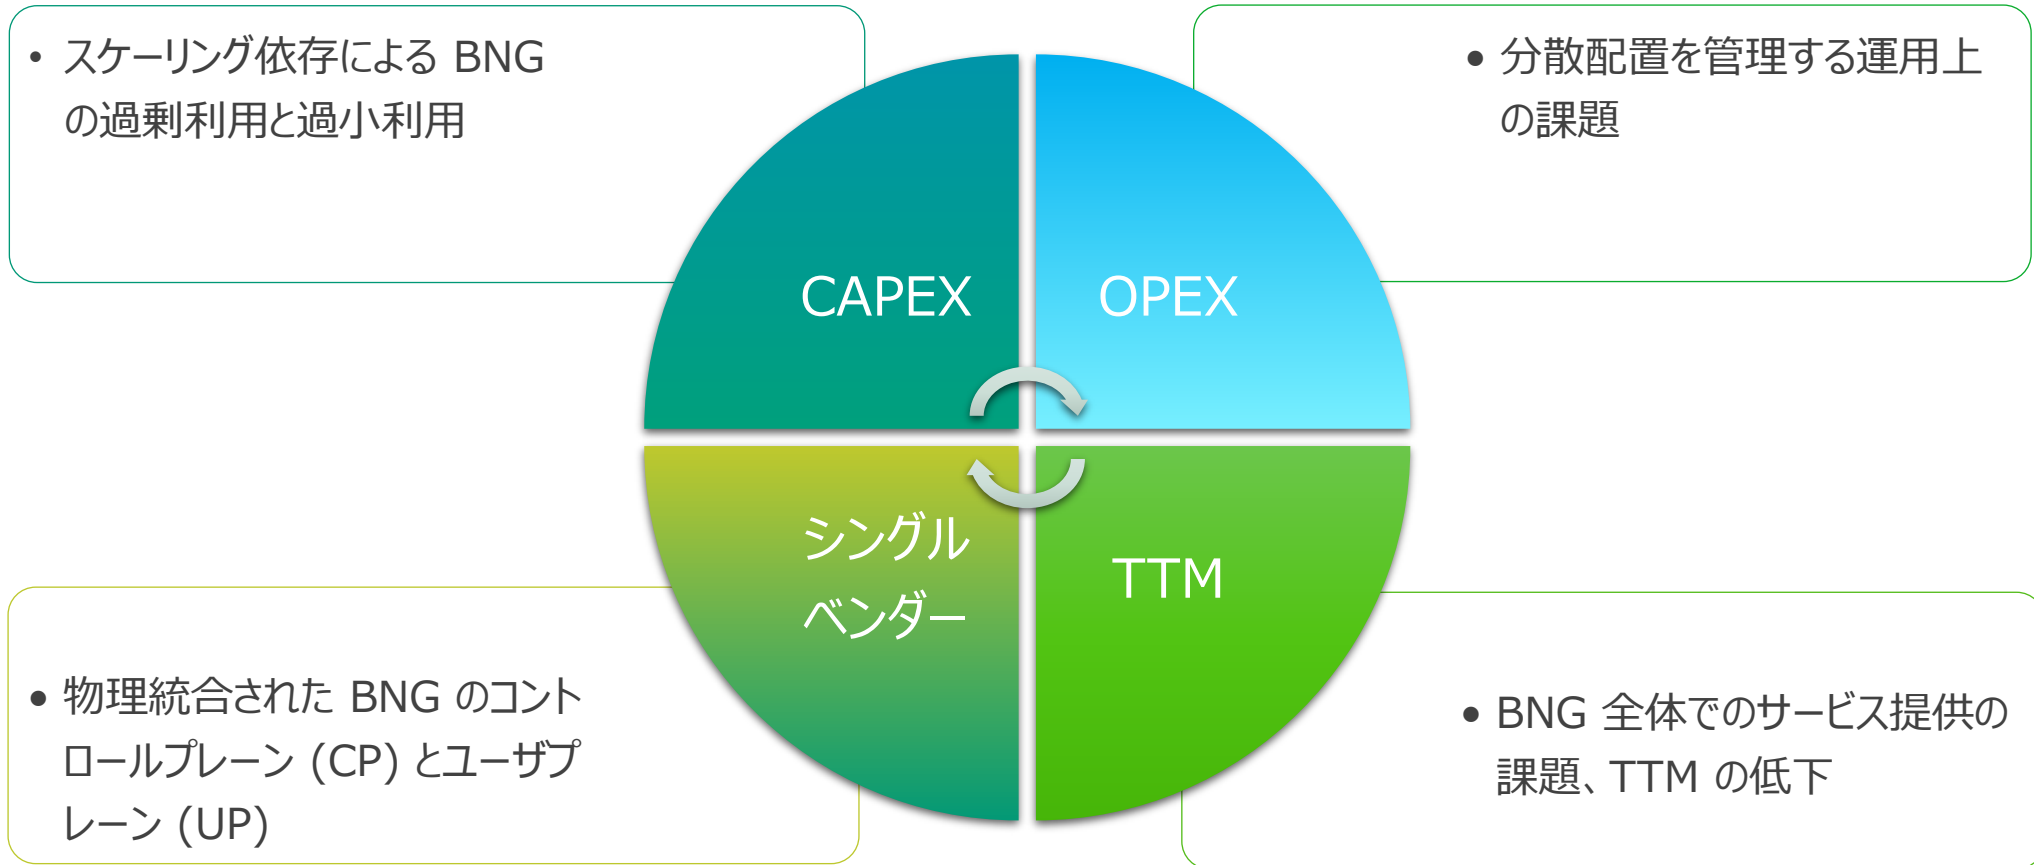 • スケーリング依存による BNG
の過剰利用と過小利用
• 分散配置を管理する運用上
の課題
CAPEX
OPEX
シングル
ベンダー
TTM
• 物理統合された BNG のコント
ロールプレーン (CP) とユーザプ
レーン (UP)
• BNG 全体でのサービス提供の
課題、TTM の低下